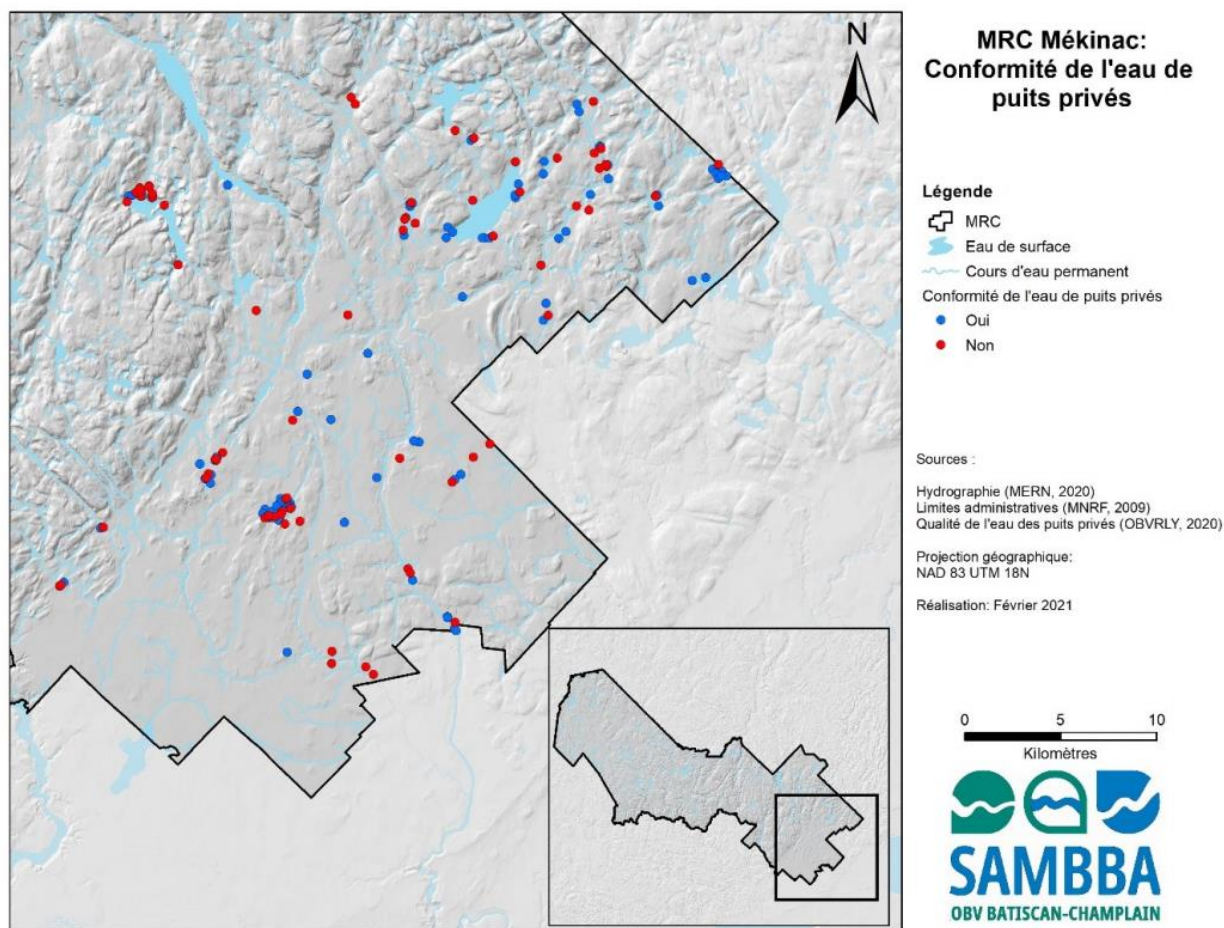 MRC Mékinac:
Conformité de l'eau de
puits privés
N
Légende
MRC
Eau de surface
Cours d'eau permanent
Conformité de l'eau de puits privés
Oui
Non
Sources :
Hydrographie (MERN, 2020)
Limites administratives (MNRF, 2009)
Qualité de l'eau des puits privés (OBVRLY, 2020)
Projection géographique:
NAD 83 UTM 18N
Réalisation: Février 2021
0 5 10
Kilomètres
SAMBBA
OBV BATISCAN-CHAMPLAIN